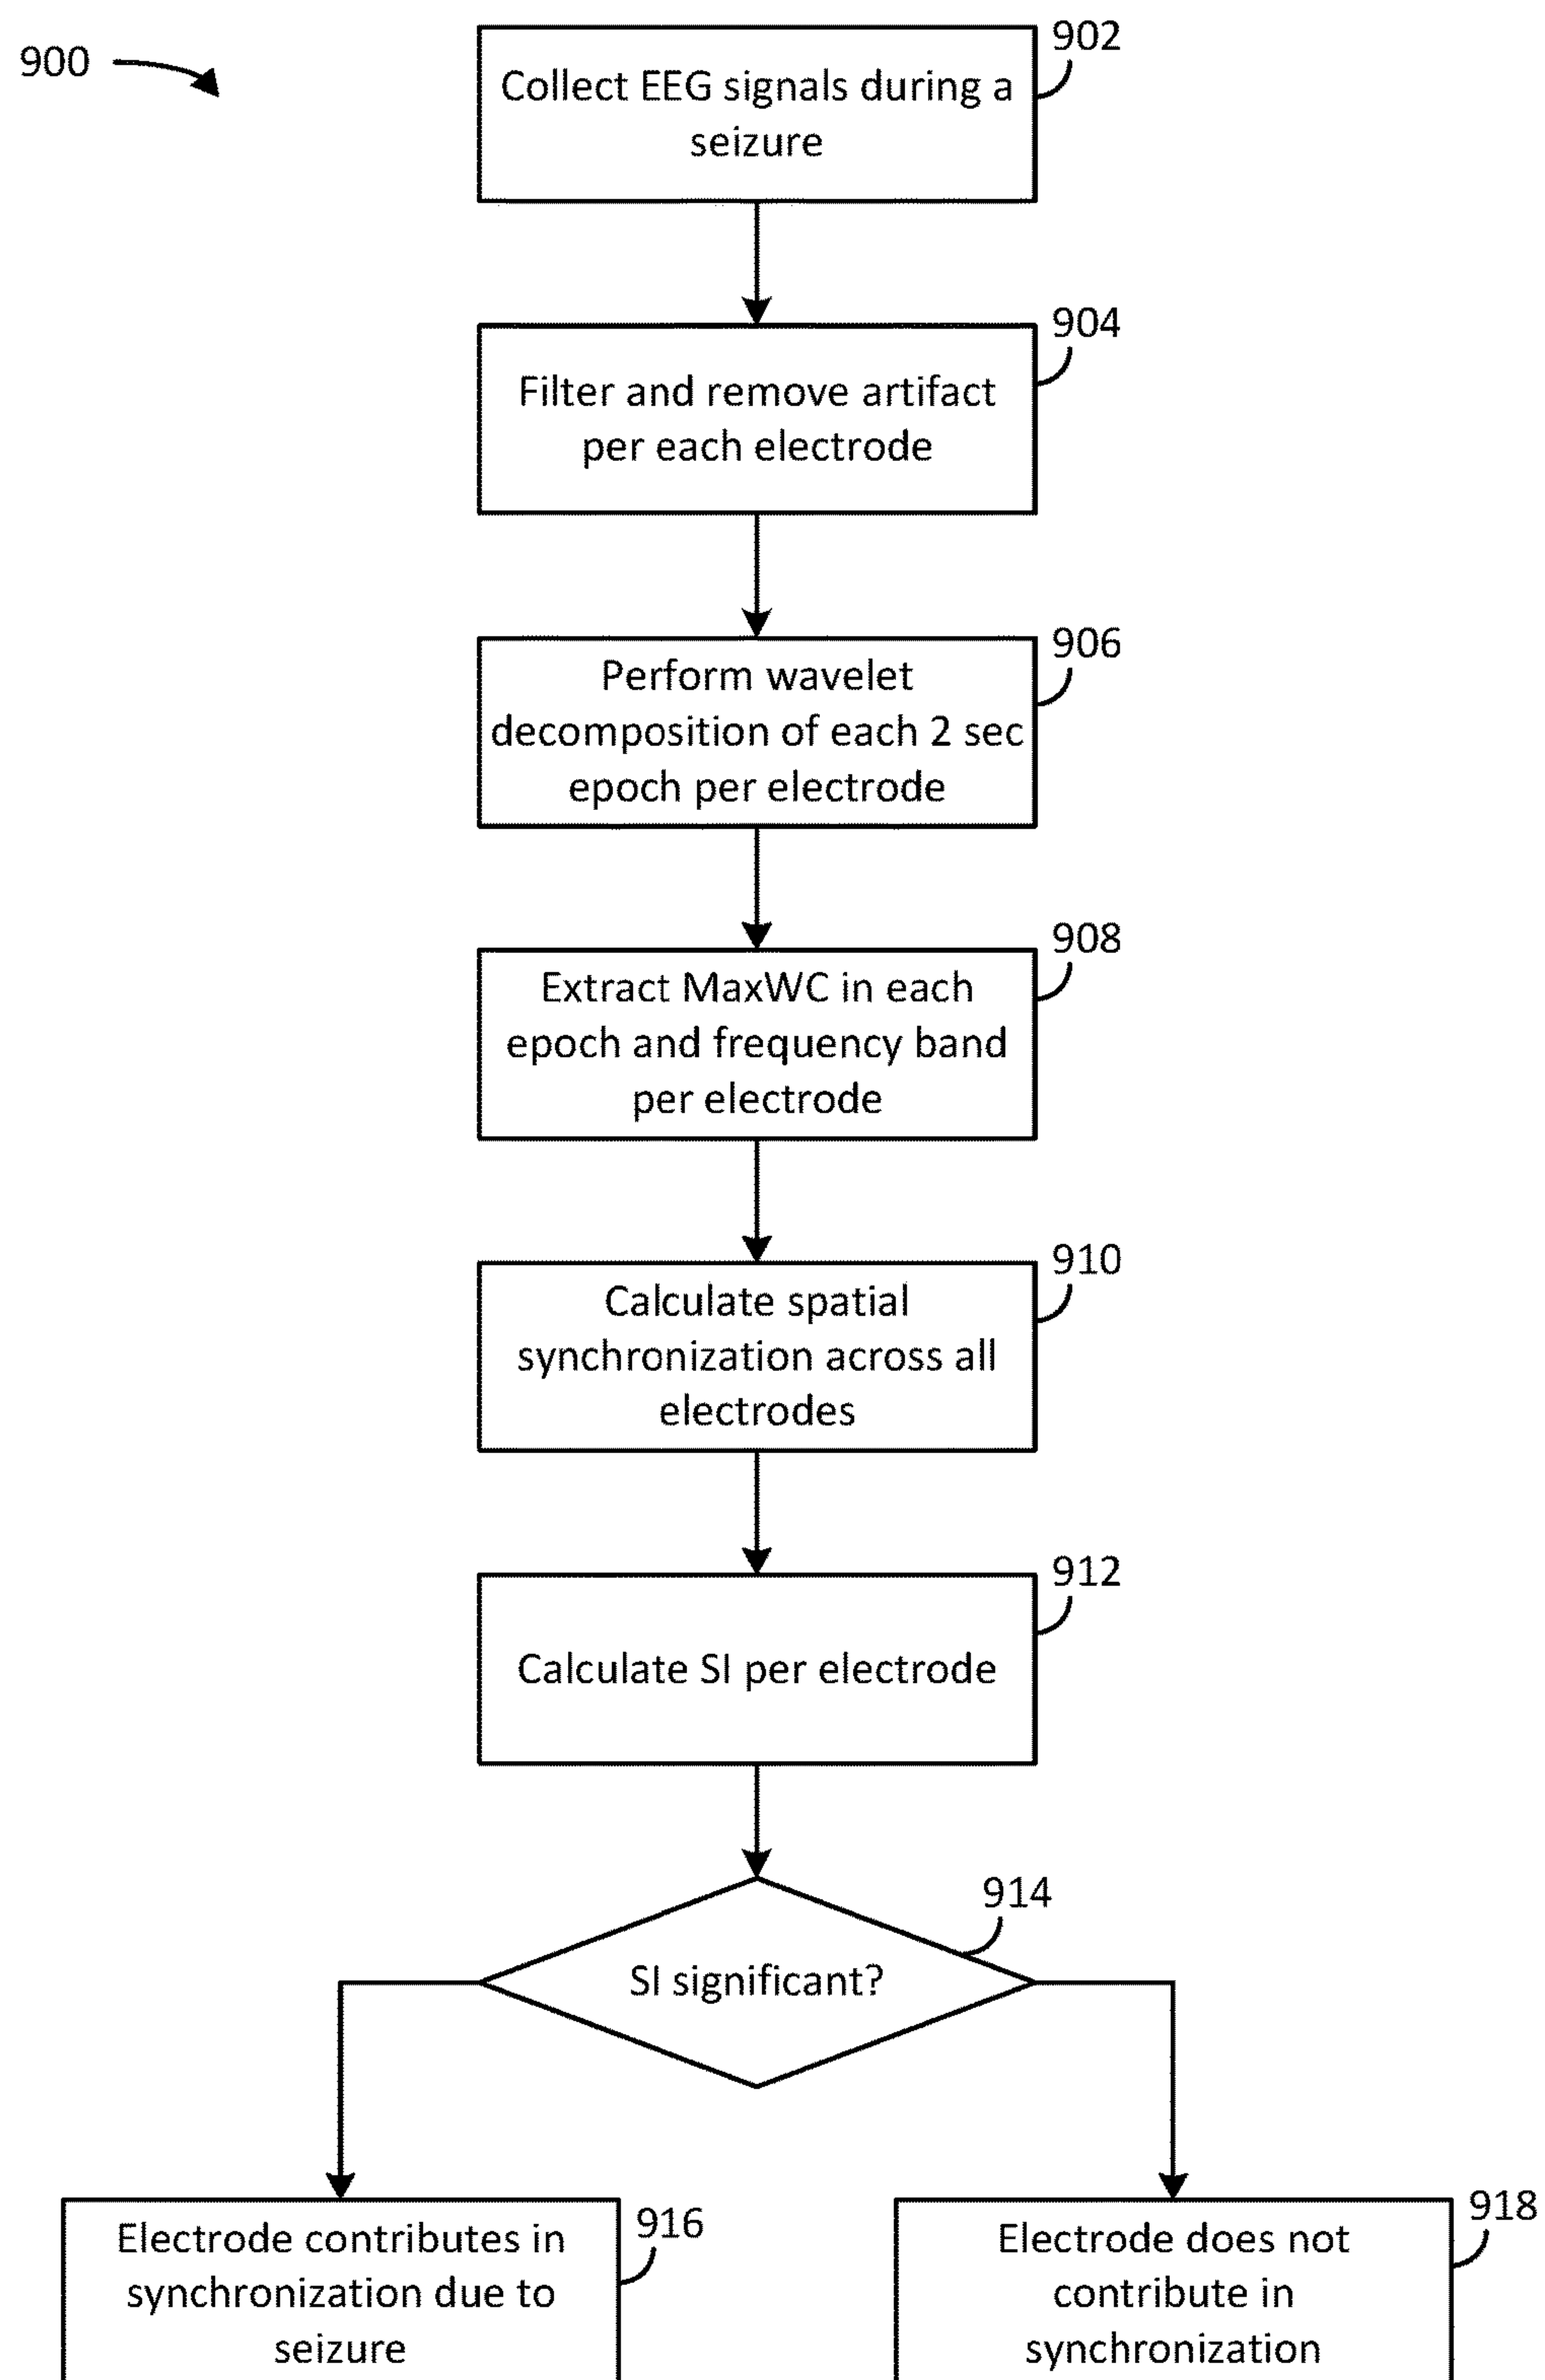 900
902
Collect EEG signals during a
seizure
904
Filter and remove artifact
per each electrode
906
Perform wavelet
decomposition of each 2 sec
epoch per electrode
908
Extract MaxWC in each
epoch and frequency band
per electrode
910
Calculate spatial
synchronization across all
electrodes
912
Calculate SI per electrode
914
SI significant?
916
Electrode contributes in
synchronization due to
seizure
918
Electrode does not
contribute in
synchronization